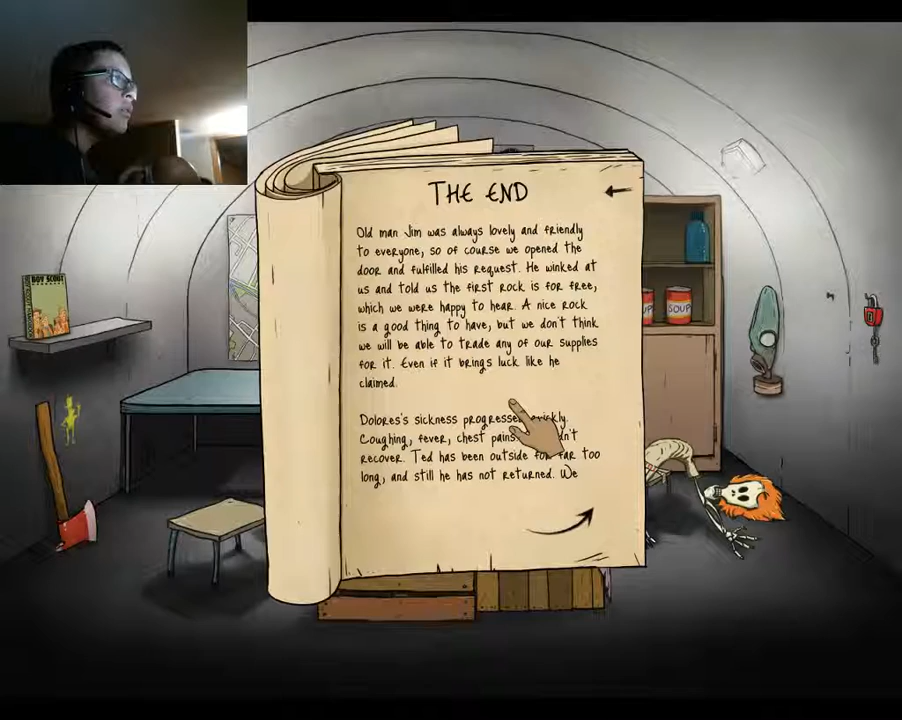 THE END
Old man Jim was always lovely and friendly
to everyone, so of course we opened the
door and fulfilled his request. He winked at
us and told us the first rock is for free,
which we were happy to hear. A nice rock
is a good thing to have, but we don't think
we will be able to trade any of our supplies
for it. Even if it brings luck like he
claimed.
Dolores's sickness progressed
Coughing, fever, chest pains.
recover. Ted has been outside for far too
long, and still he has not returned. We
BOY SCOUT
SOUP